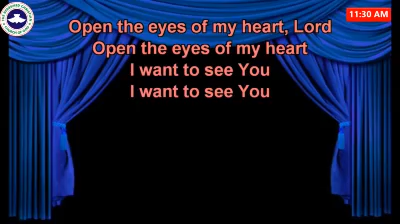 11:30 AM
Open the eyes of my heart, Lord
Open the eyes of my heart
I want to see You
I want to see You